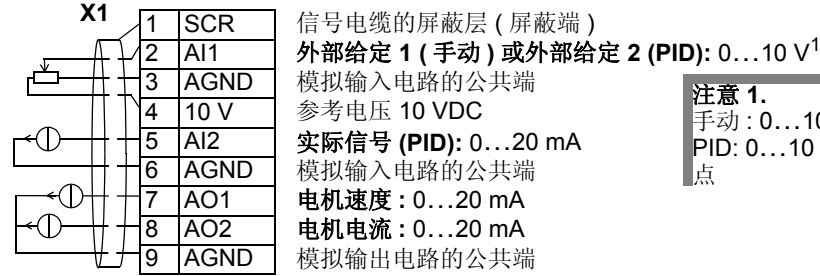 X1
1 SCR 信号电缆的屏蔽层 ( 屏蔽端 )
2 AI1 外部给定 1 ( 手动 ) 或外部给定 2 (PID): 0…10 V1
3 AGND 模拟输入电路的公共端
4 10 V 参考电压 10 VDC
5 AI2 实际信号 (PID): 0…20 mA
6 AGND 模拟输入电路的公共端
7 AO1 电机速度 : 0…20 mA
8 AO2 电机电流 : 0…20 mA
9 AGND 模拟输出电路的公共端
注意 1.
手动 : 0…10
PID: 0…10
点